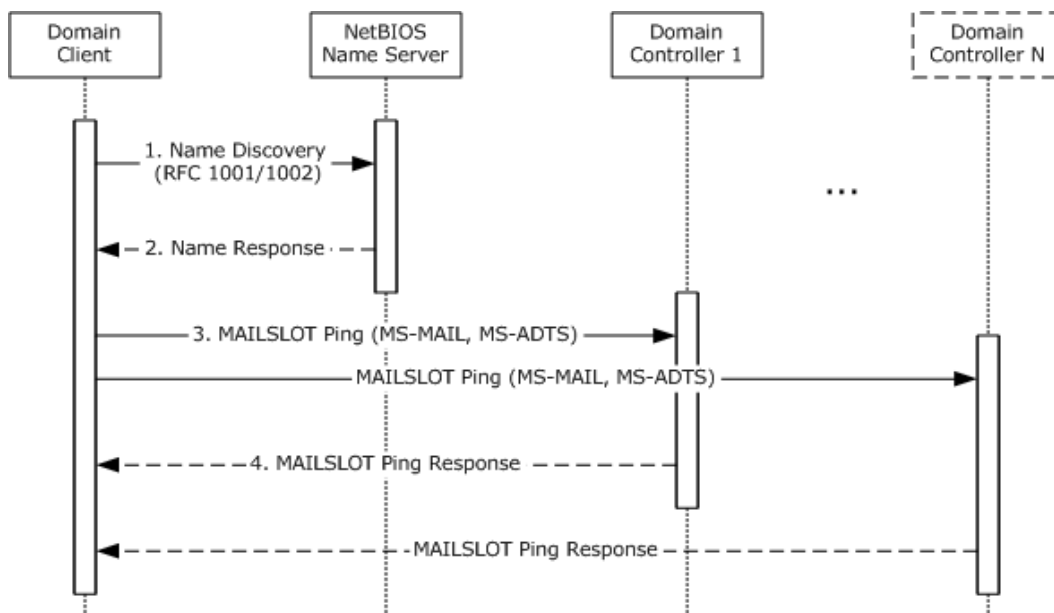 Domain
Client
NetBIOS
Name Server
Domain
Controller 1
Domain
Controller N
1. Name Discovery
(RFC 1001/1002)
...
2. Name Response
3. MAILSLOT Ping (MS-MAIL, MS-ADTS)
MAILSLOT Ping (MS-MAIL, MS-ADTS)
4. MAILSLOT Ping Response
MAILSLOT Ping Response